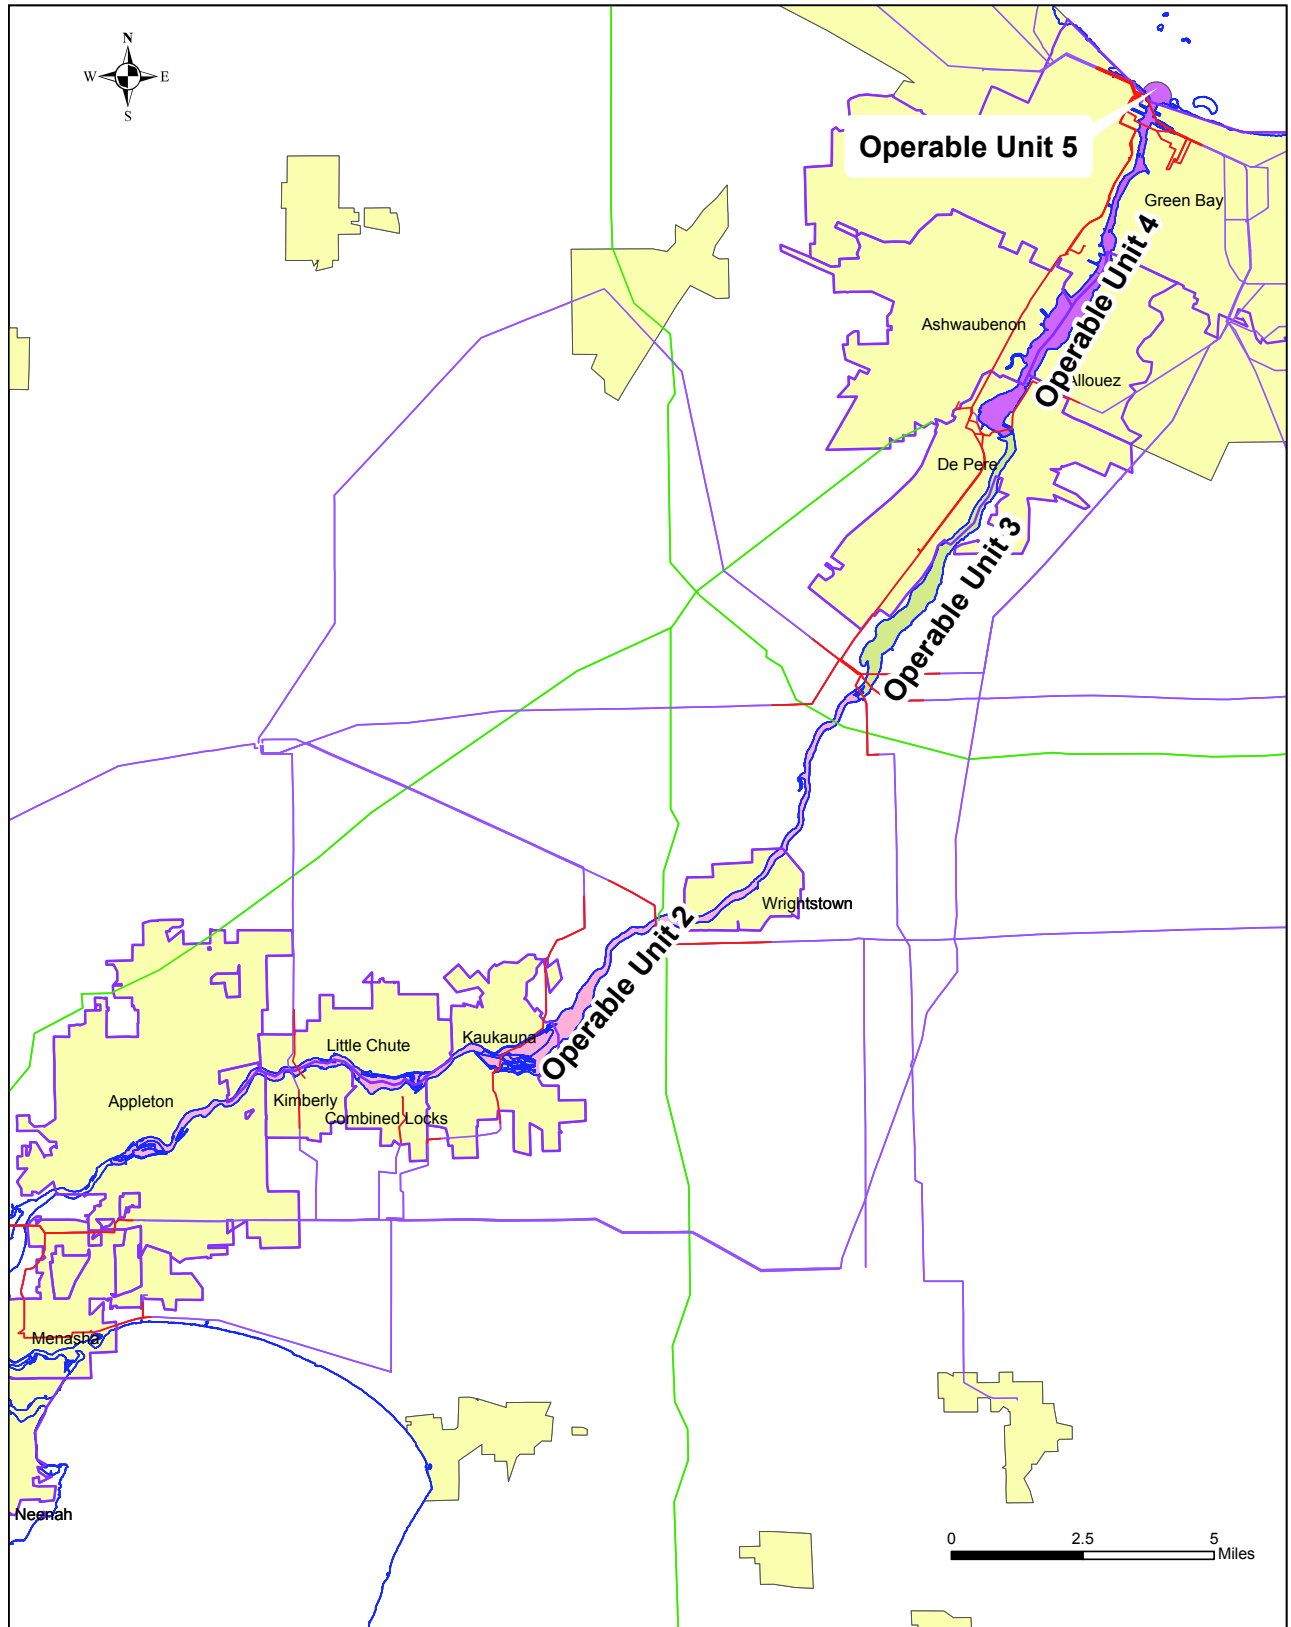 N
W E
S
Operable Unit 5
Green Bay
Operable Unit 4
Ashwaubenon
Allouez
De Pere
Operable Unit 3
Wrightstown
Operable Unit 2
Kaukauna
Little Chute
Appleton
Kimberly
Combined Locks
Menasha
Neenah
0 2.5 5
Miles